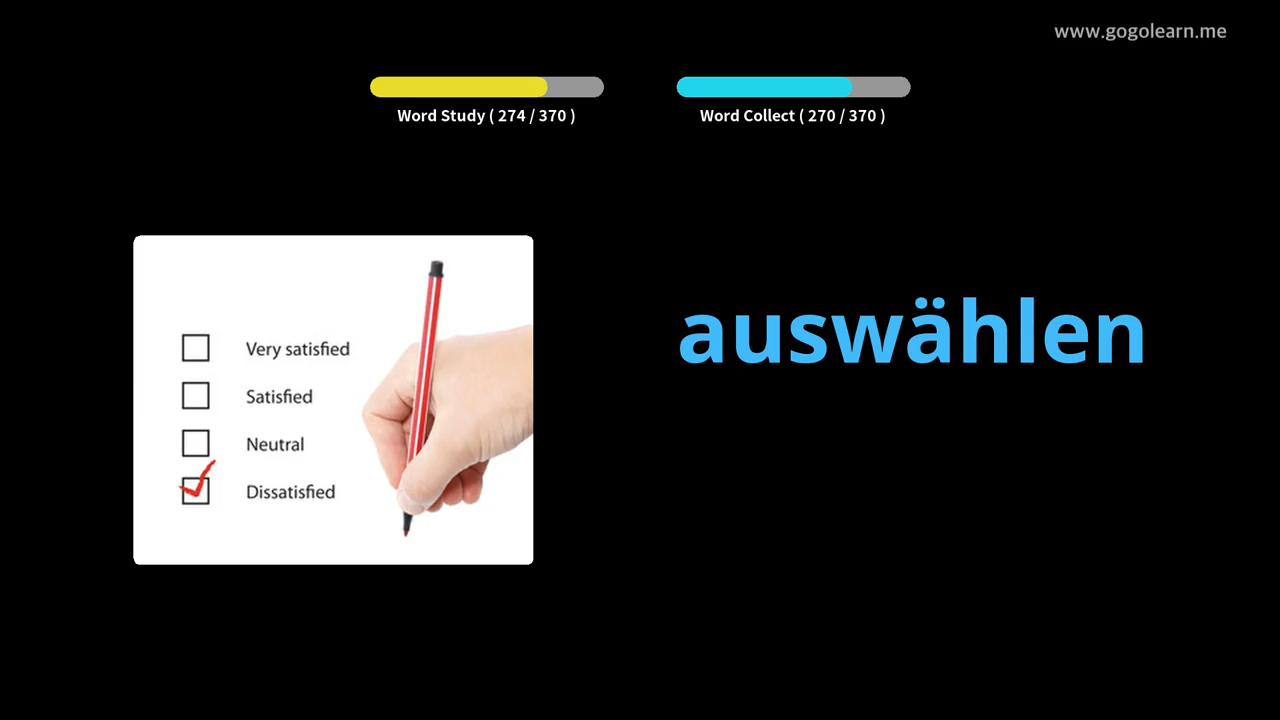 www.gogolearn.me
Word Study ( 274 / 370 )
Word Collect ( 270 / 370 )
Very satisfied
Satisfied
Neutral
Dissatisfied
auswählen